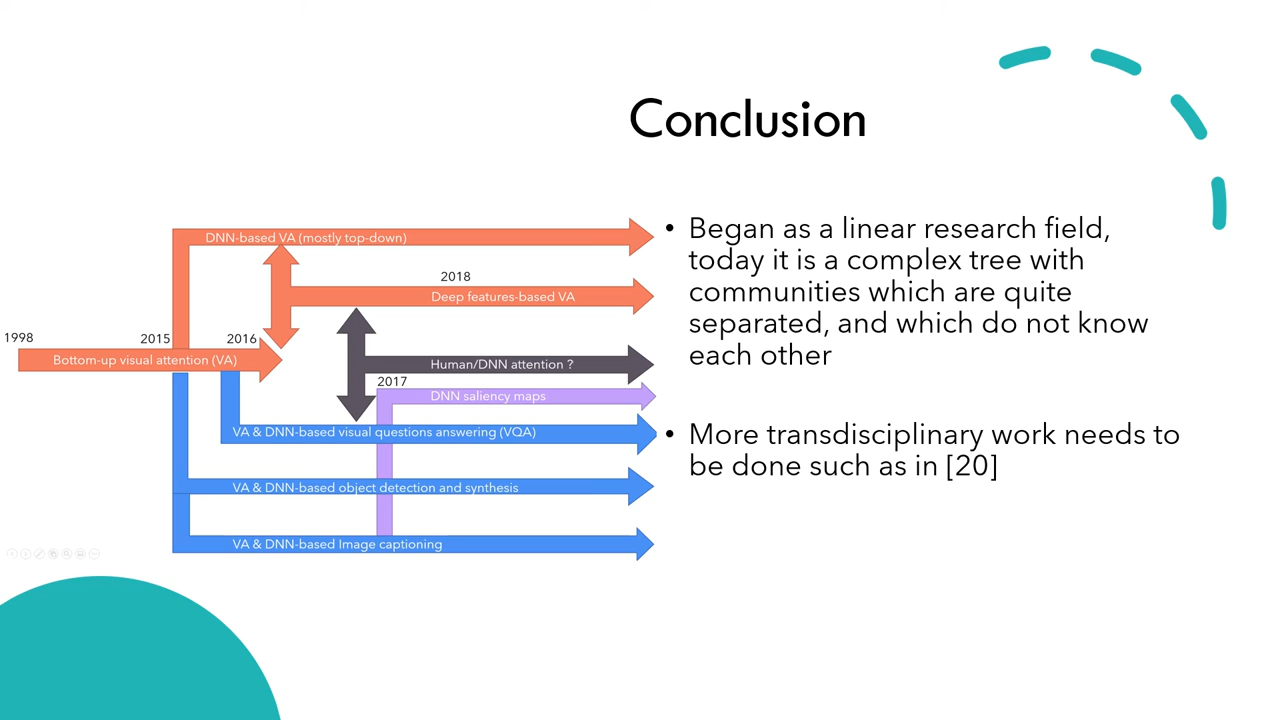 Conclusion
DNN-based VA (mostly top-down)
2018
Deep features-based VA
1998
2015
2016
Bottom-up visual attention (VA)
Human/DNN attention ?
2017
DNN saliency maps
VA & DNN-based visual questions answering (VQA)
VA & DNN-based object detection and synthesis
VA & DNN-based Image captioning
• Began as a linear research field,
today it is a complex tree with
communities which are quite
separated, and which do not know
each other
• More transdisciplinary work needs to
be done such as in [20]